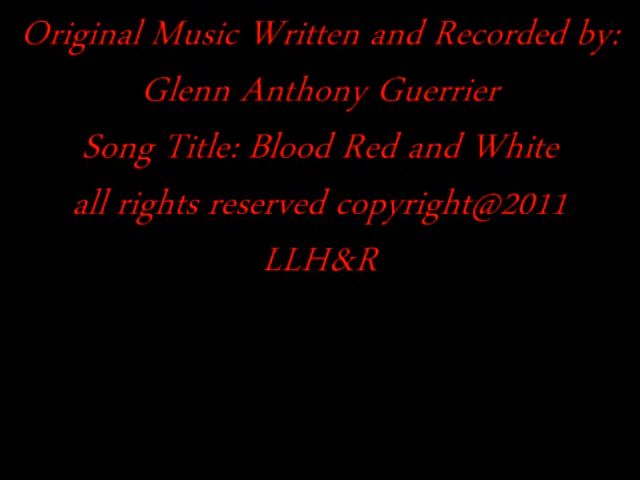 Original Music Written and Recorded by:
Glenn Anthony Guerrier
Song Title: Blood Red and White
all rights reserved copyright@2011
LLH&R